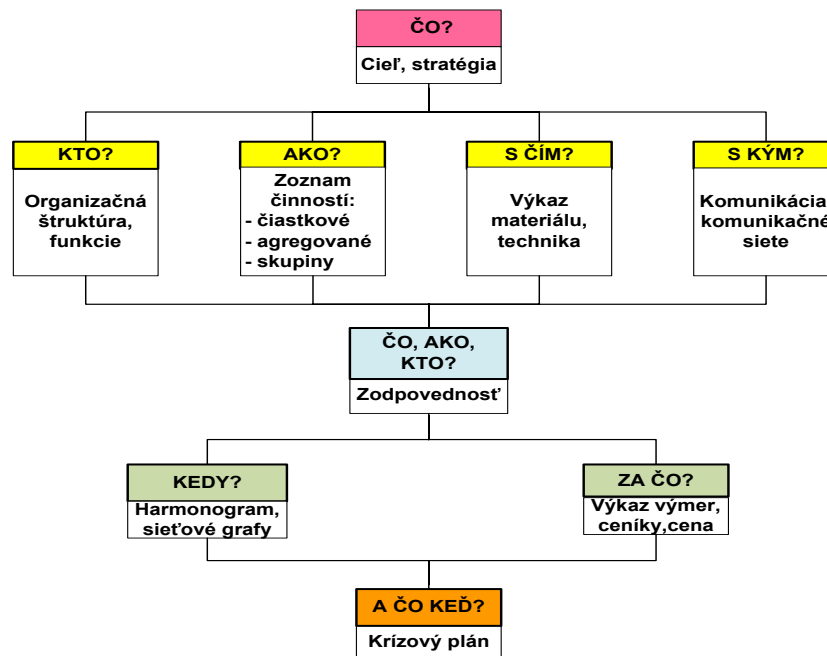 ČO?
Cieľ, stratégia
KTO?
Organizačná
štruktúra,
funkcie
AKO?
Zoznam
činností:
- čiastkové
- agregované
- skupiny
S ČÍM?
Výkaz
materiálu,
technika
S KÝM?
Komunikácia,
komunikačné
siete
ČO, AKO,
KTO?
Zodpovednosť
KEDY?
Harmonogram,
sieťové grafy
ZA ČO?
Výkaz výmer,
ceníky,cena
A ČO KEĎ?
Krízový plán